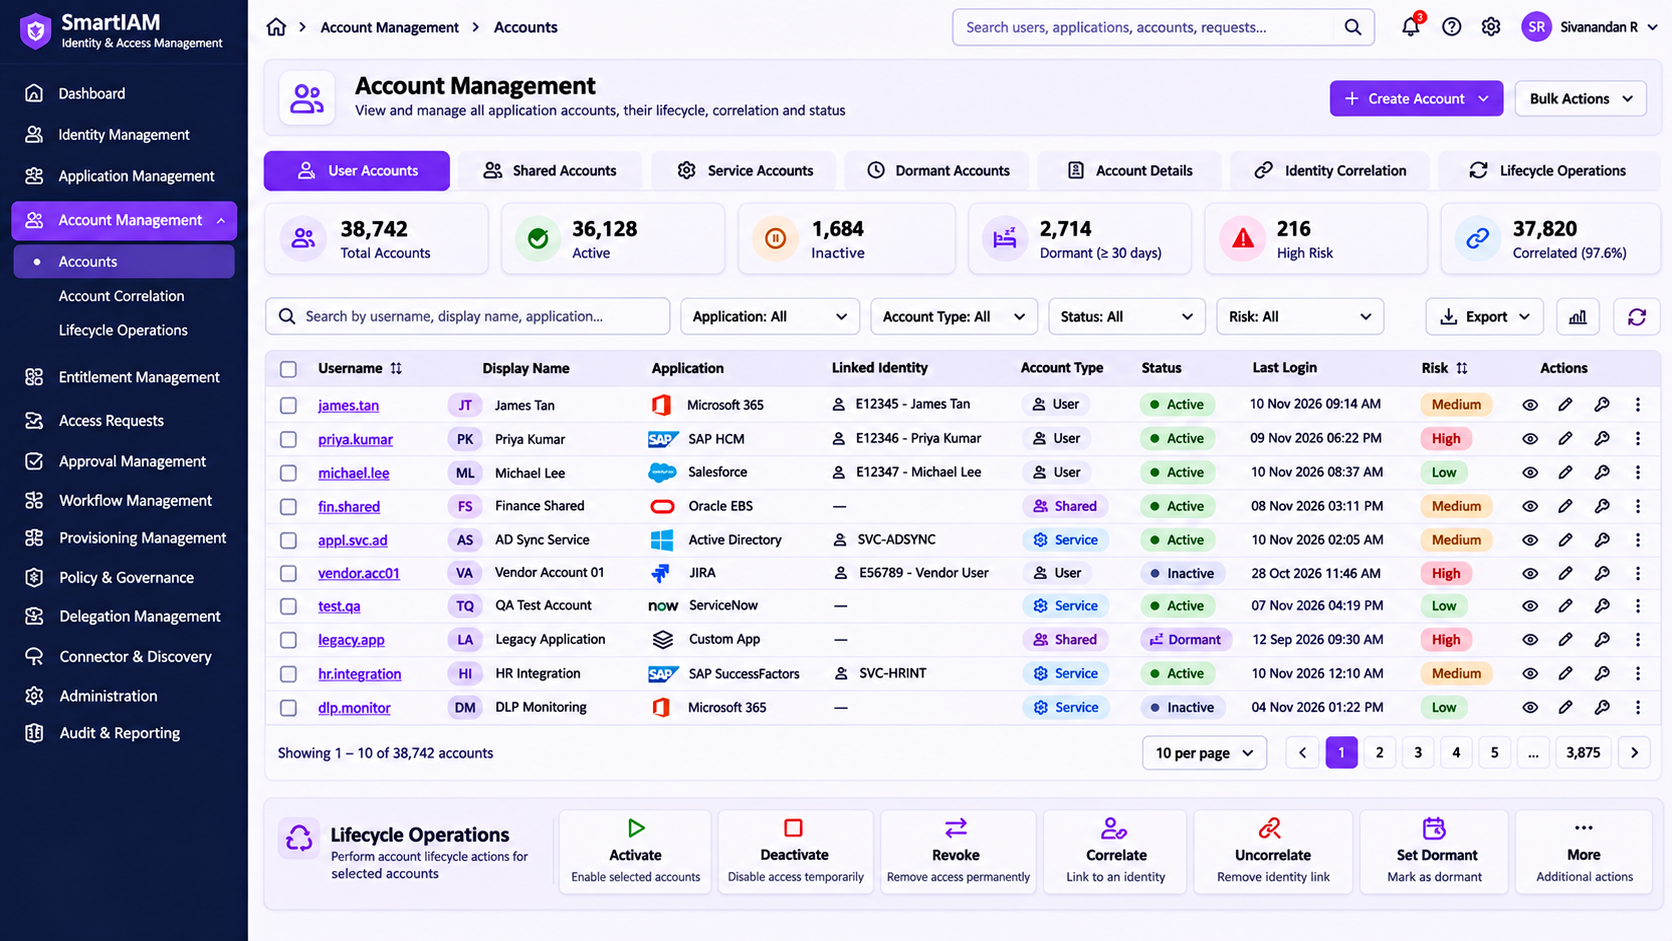 SmartIAM
Identity & Access Management
Dashboard
Identity Management
Application Management
Account Management
Accounts
Account Correlation
Lifecycle Operations
Entitlement Management
Access Requests
Approval Management
Workflow Management
Provisioning Management
Policy & Governance
Delegation Management
Connector & Discovery
Administration
Audit & Reporting
Account Management > Accounts
Search users, applications, accounts, requests...
3
SR Sivanandan R
Account Management
View and manage all application accounts, their lifecycle, correlation and status
+ Create Account
Bulk Actions
User Accounts Shared Accounts Service Accounts Dormant Accounts Account Details Identity Correlation Lifecycle Operations
38,742
Total Accounts
36,128
Active
1,684
Inactive
2,714
Dormant (≥ 30 days)
216
High Risk
37,820
Correlated (97.6%)
Search by username, display name, application...
Application: All
Account Type: All
Status: All
Risk: All
Export
Username Display Name Application Linked Identity Account Type Status Last Login Risk Actions
james.tan JT James Tan Microsoft 365 E12345 - James Tan User Active 10 Nov 2026 09:14 AM Medium
priya.kumar PK Priya Kumar SAP SAP HCM E12346 - Priya Kumar User Active 09 Nov 2026 06:22 PM High
michael.lee ML Michael Lee Salesforce E12347 - Michael Lee User Active 10 Nov 2026 08:37 AM Low
fin.shared FS Finance Shared Oracle EBS — Shared Active 08 Nov 2026 03:11 PM Medium
appl.svc.ad AS AD Sync Service Active Directory SVC-ADSYNC Service Active 10 Nov 2026 02:05 AM Medium
vendor.acc01 VA Vendor Account 01 JIRA E56789 - Vendor User User Inactive 28 Oct 2026 11:46 AM High
test.qa TQ QA Test Account now ServiceNow — Service Active 07 Nov 2026 04:19 PM Low
legacy.app LA Legacy Application Custom App — Shared Dormant 12 Sep 2026 09:30 AM High
hr.integration HI HR Integration SAP SAP SuccessFactors SVC-HRINT Service Active 10 Nov 2026 12:10 AM Medium
dlp.monitor DM DLP Monitoring Microsoft 365 — Service Inactive 04 Nov 2026 01:22 PM Low
Showing 1 – 10 of 38,742 accounts
10 per page
1 2 3 4 5 ... 3,875
Lifecycle Operations
Perform account lifecycle actions for
selected accounts
Activate
Enable selected accounts
Deactivate
Disable access temporarily
Revoke
Remove access permanently
Correlate
Link to an identity
Uncorrelate
Remove identity link
Set Dormant
Mark as dormant
More
Additional actions